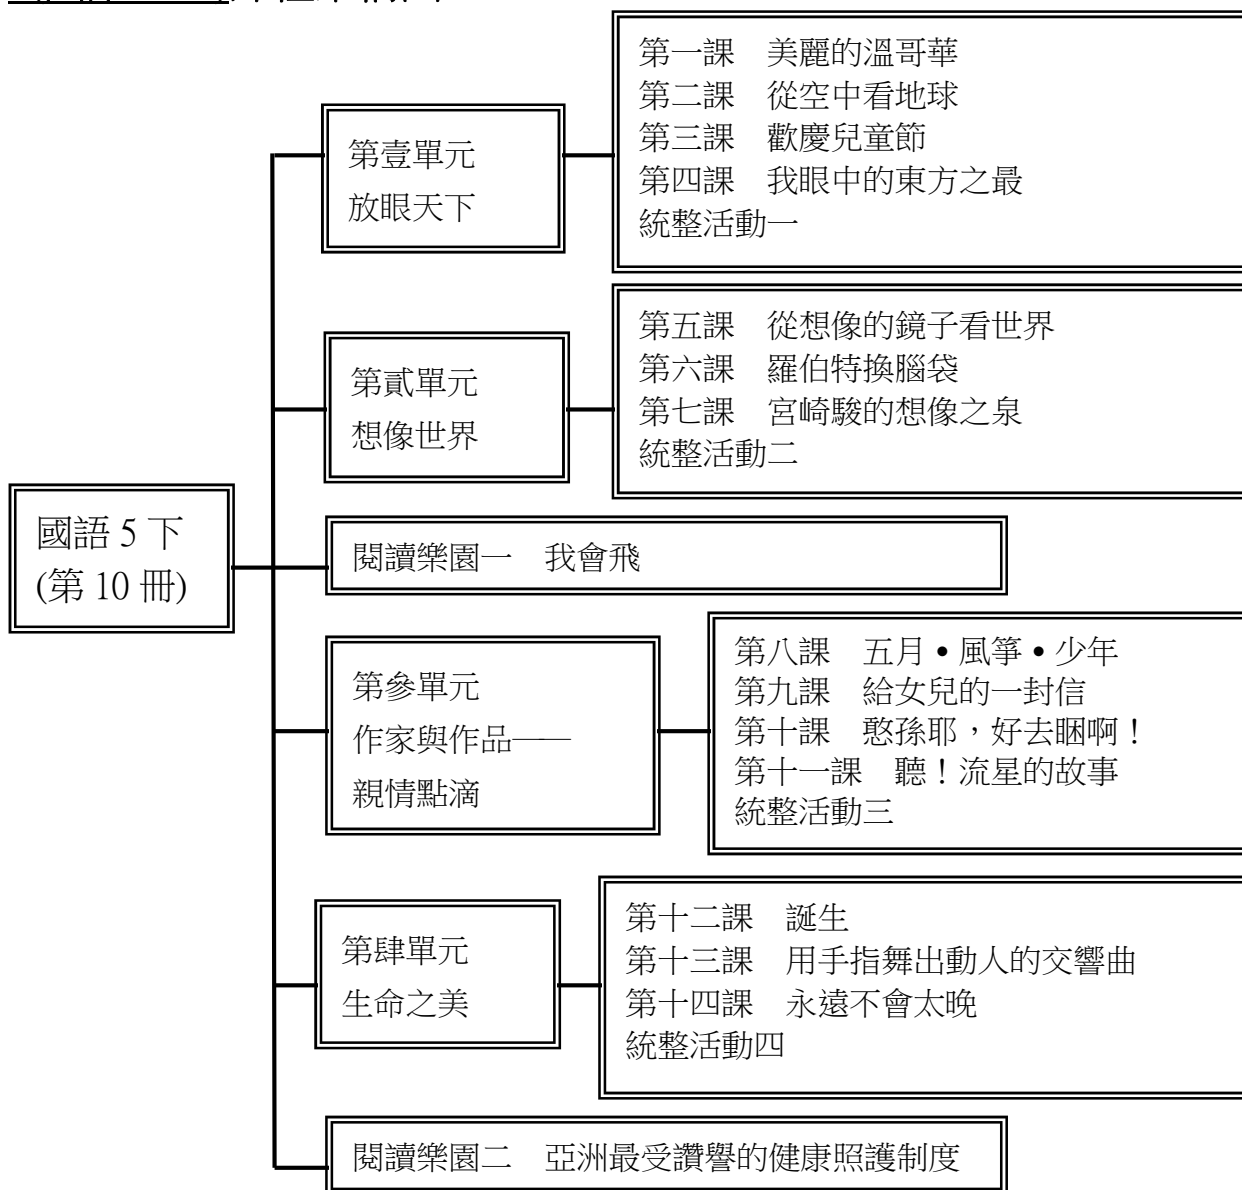 第壹單元
放眼天下
第一課　美麗的溫哥華
第二課　從空中看地球
第三課　歡慶兒童節
第四課　我眼中的東方之最
統整活動一
第貳單元
想像世界
第五課　從想像的鏡子看世界
第六課　羅伯特換腦袋
第七課　宮崎駿的想像之泉
統整活動二
國語 5 下
(第 10 冊)
閱讀樂園一　我會飛
第參單元
作家與作品——
親情點滴
第八課　五月•風箏•少年
第九課　給女兒的一封信
第十課　憨孫耶，好去睏啊！
第十一課　聽！流星的故事
統整活動三
第肆單元
生命之美
第十二課　誕生
第十三課　用手指舞出動人的交響曲
第十四課　永遠不會太晚
統整活動四
閱讀樂園二　亞洲最受讚譽的健康照護制度